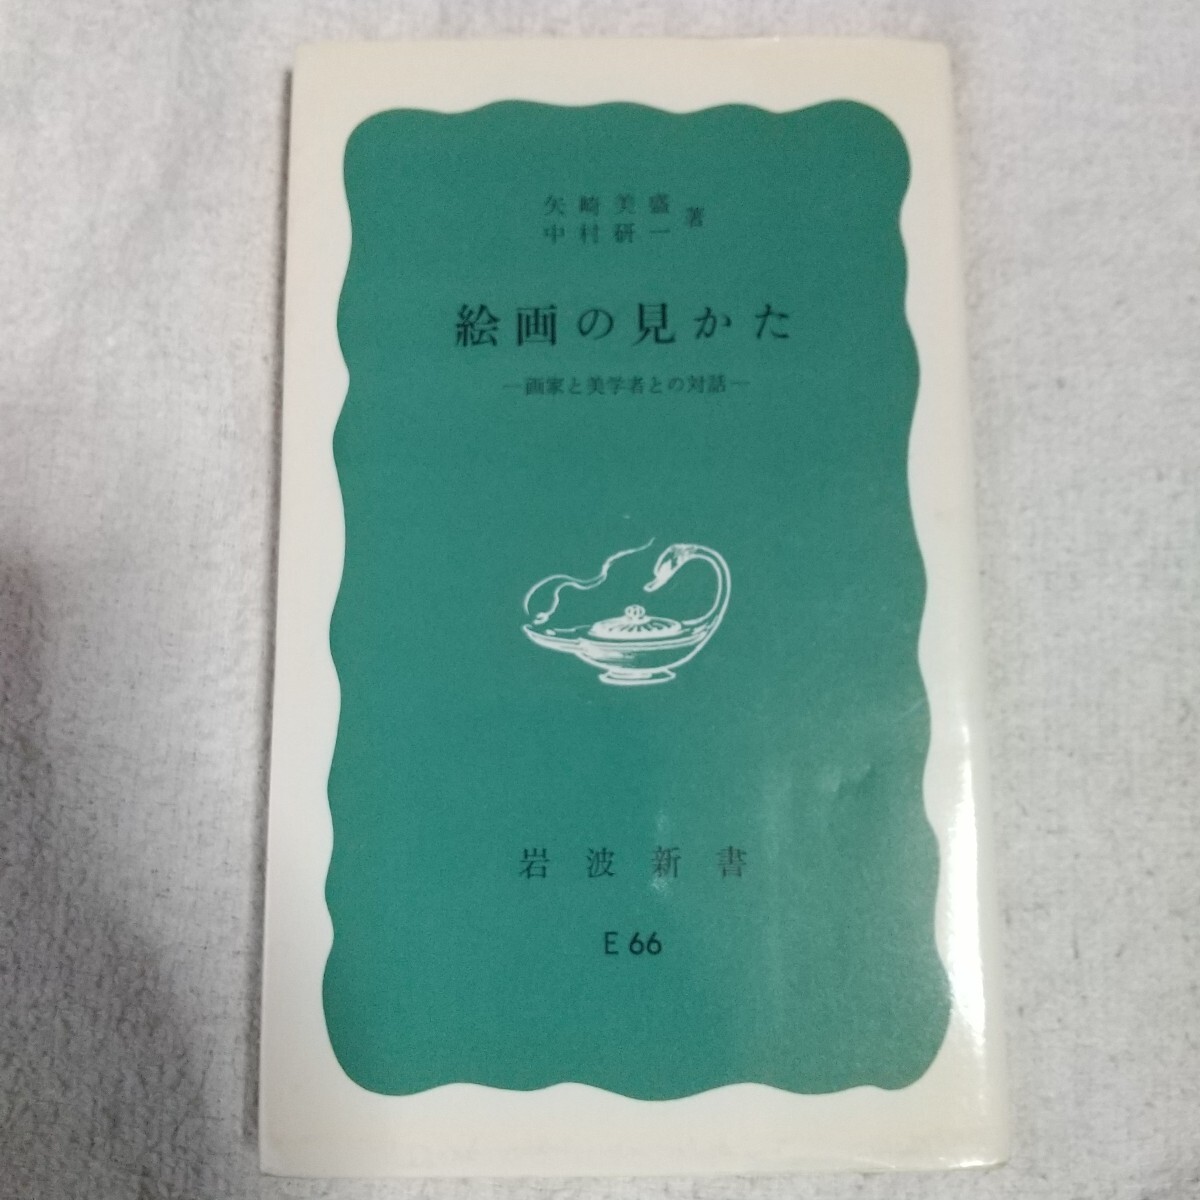 矢崎美盛
中村研一 著
絵画の見かた
―画家と美学者との対話―
岩波新書
E 66